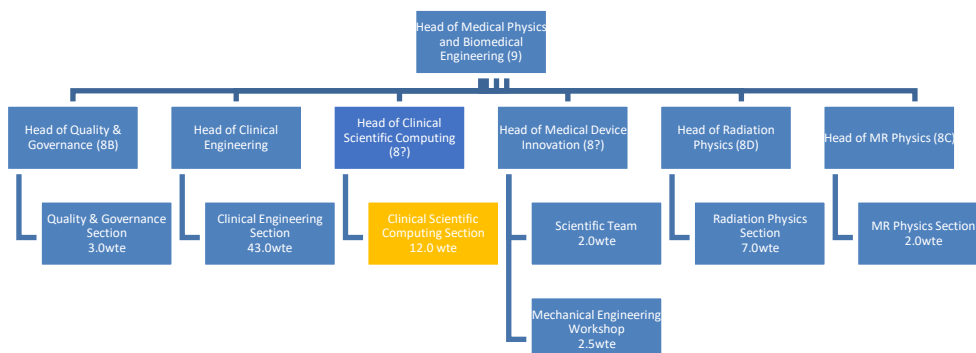 Head of Medical Physics
and Biomedical
Engineering (9)
Head of Quality &
Governance (8B)
Head of Clinical
Engineering
Head of Clinical
Scientific Computing
(8?)
Head of Medical Device
Innovation (8?)
Head of Radiation
Physics (8D)
Head of MR Physics (8C)
Quality & Governance
Section
3.0wte
Clinical Engineering
Section
43.0wte
Clinical Scientific
Computing Section
12.0 wte
Scientific Team
2.0wte
Radiation Physics
Section
7.0wte
MR Physics Section
2.0wte
Mechanical Engineering
Workshop
2.5wte